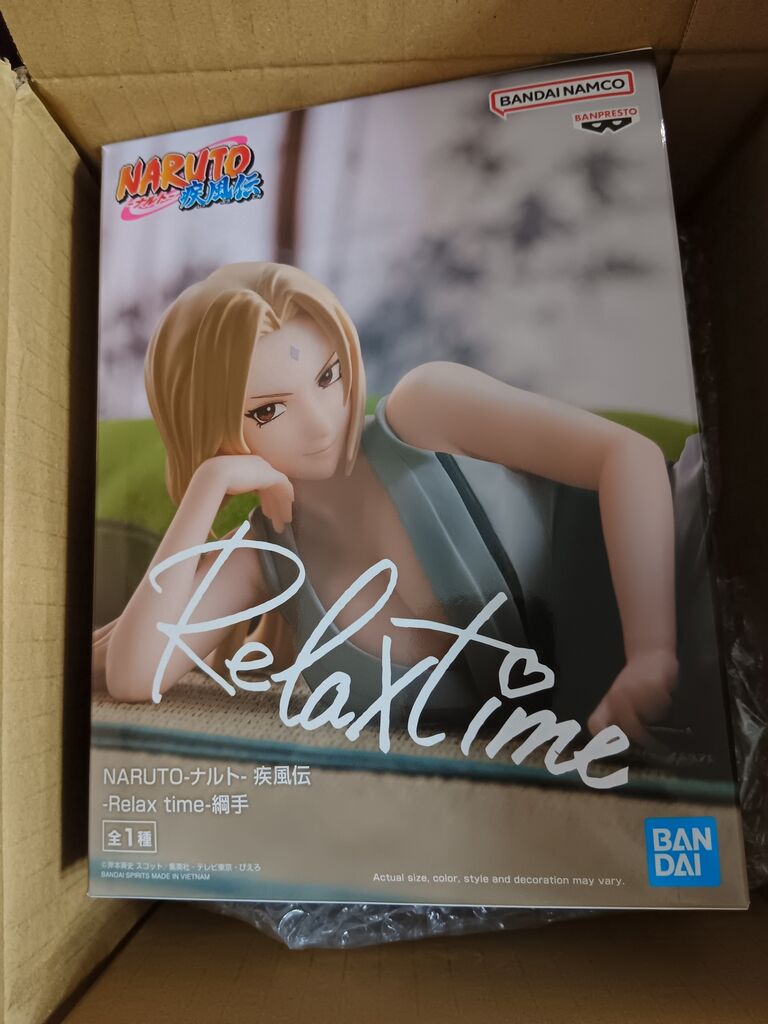 BANDAI NAMCO
BANPRESTO
NARUTO
-ナルト-
疾風伝
Relax time
NARUTO-ナルト- 疾風伝
-Relax time-綱手
全1種
©岸本斉史 スコット／集英社・テレビ東京・ぴえろ
BANDAI SPIRITS MADE IN VIETNAM
Actual size, color, style and decoration may vary.
BAN
DAI